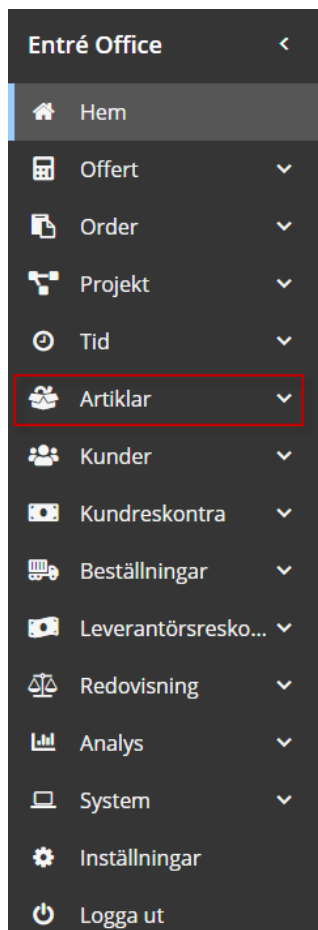 Entré Office
Hem
Offert
Order
Projekt
Tid
Artiklar
Kunder
Kundreskontra
Beställningar
Leverantörsresko...
Redovisning
Analys
System
Inställningar
Logga ut